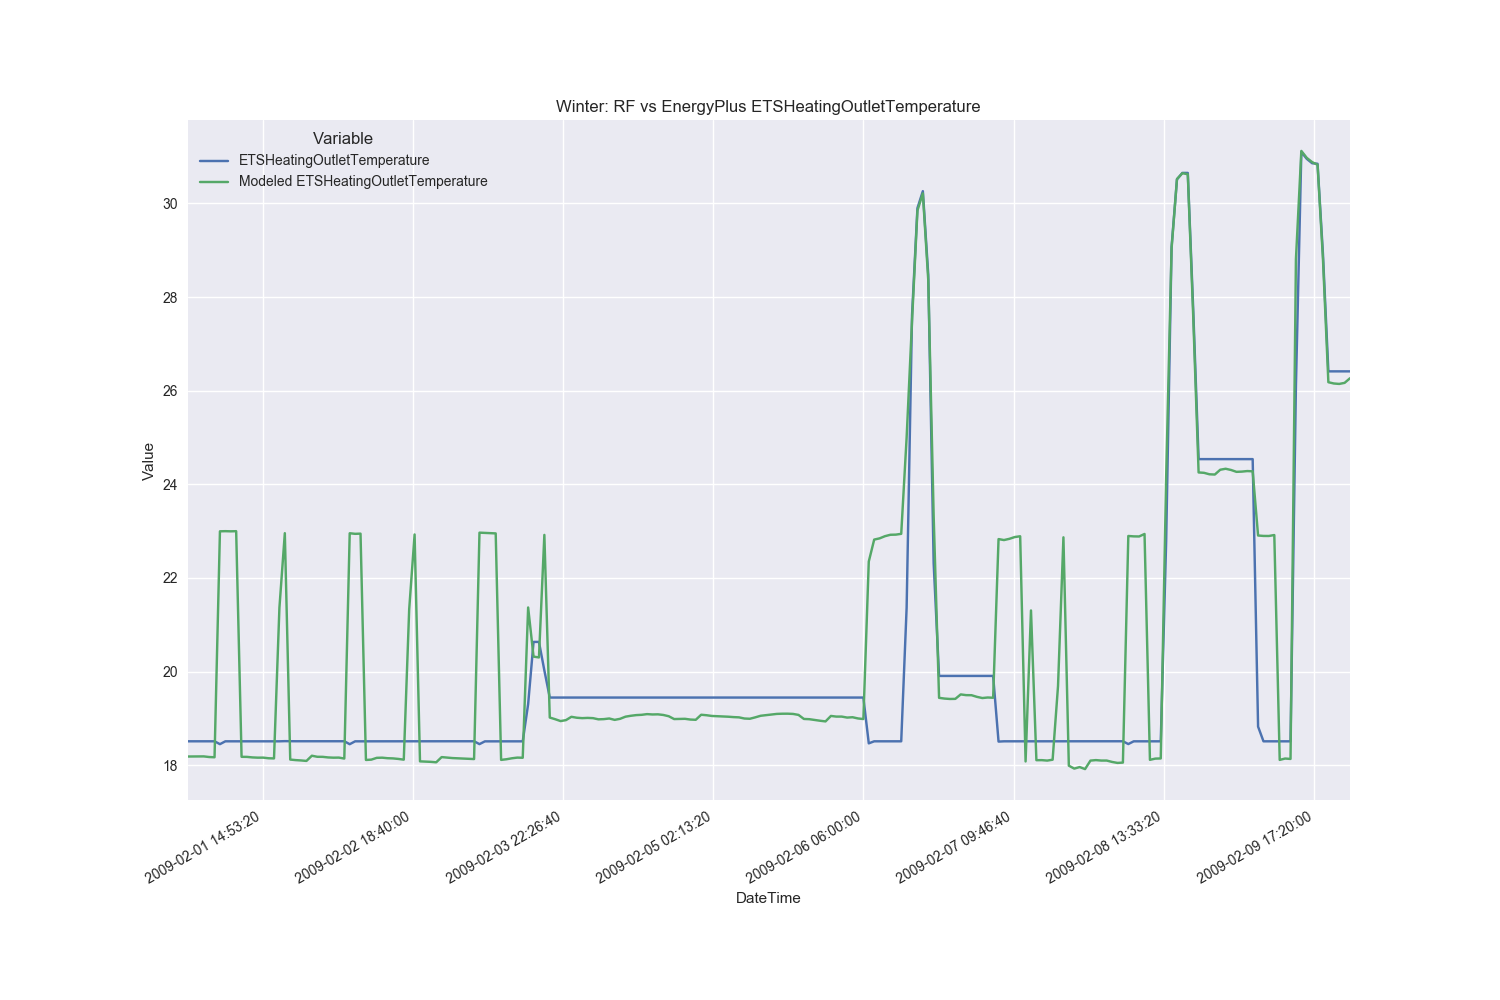 Winter: RF vs EnergyPlus ETSHeatingOutletTemperature
Variable
ETSHeatingOutletTemperature
Modeled ETSHeatingOutletTemperature
30
28
26
24
22
20
18
Value
2009-02-01 14:53:20
2009-02-02 18:40:00
2009-02-03 22:26:40
2009-02-05 02:13:20
2009-02-06 06:00:00
2009-02-07 09:46:40
2009-02-08 13:33:20
2009-02-09 17:20:00
DateTime